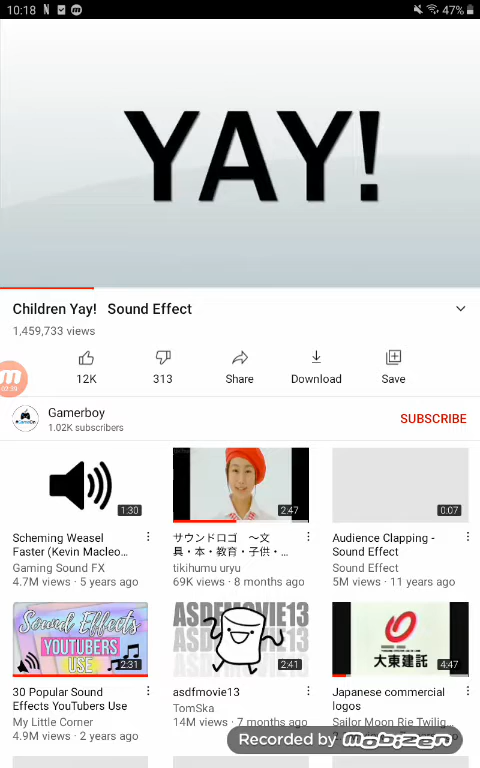 10:18
47%
YAY!
Children Yay! Sound Effect
1,459,733 views
12K
313
Share
Download
Save
02:39
Gamerboy
1.02K subscribers
SUBSCRIBE
1:30
2:47
0:07
Scheming Weasel
Faster (Kevin Macleo...
Gaming Sound FX
4.7M views · 5 years ago
サウンドロゴ ～文
具・本・教育・子供・...
tikihumu uryu
69K views · 8 months ago
Audience Clapping -
Sound Effect
Sound Effect
5M views · 11 years ago
Sound Effects
YOUTUBERS
USE
2:31
ASDFMOVIE13
ASDFMOVIE13
ASDFMOVIE13
2:41
大東建託
4:47
30 Popular Sound
Effects YouTubers Use
My Little Corner
4.9M views · 2 years ago
asdfmovie13
TomSka
14M views · 7 months ago
Japanese commercial
logos
Sailor Moon Rie Twilig...
Recorded by mobizen